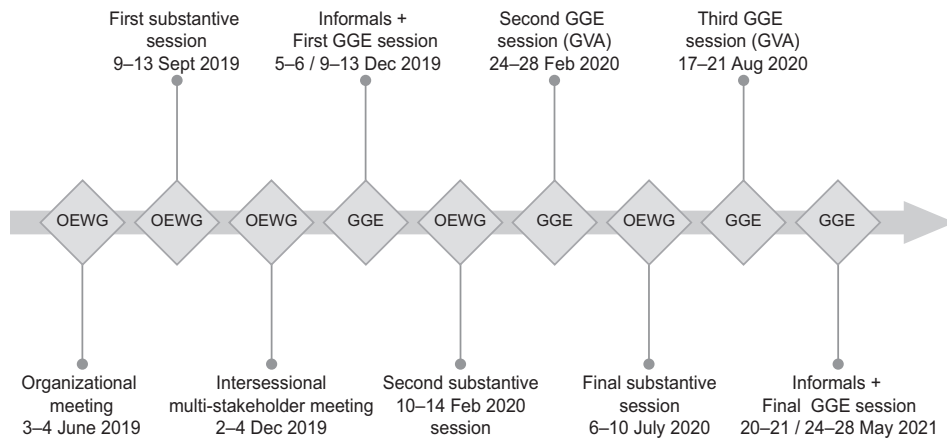 First substantive
session
9–13 Sept 2019
Informals +
First GGE session
5–6 / 9–13 Dec 2019
Second GGE
session (GVA)
24–28 Feb 2020
Third GGE
session (GVA)
17–21 Aug 2020
OEWG
OEWG
OEWG
GGE
OEWG
GGE
OEWG
GGE
GGE
Organizational
meeting
3–4 June 2019
Intersessional
multi-stakeholder meeting
2–4 Dec 2019
Second substantive
10–14 Feb 2020
session
Final substantive
session
6–10 July 2020
Informals +
Final GGE session
20–21 / 24–28 May 2021